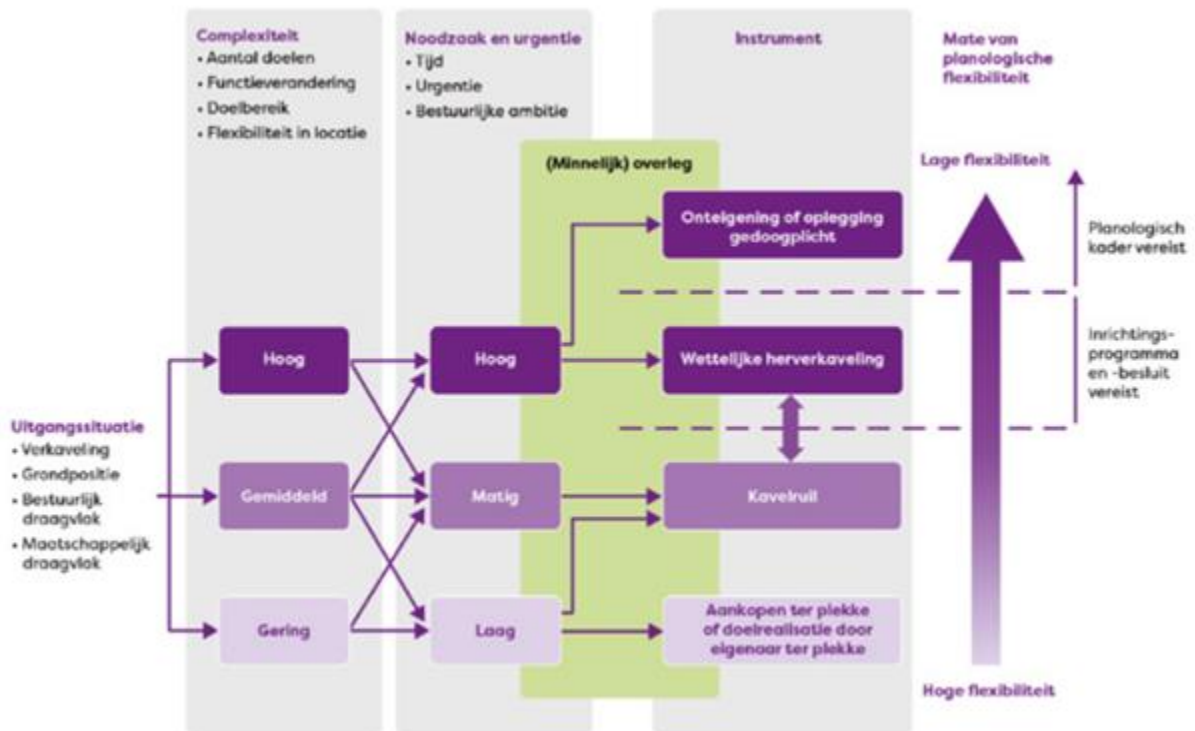 Complexiteit
• Aantal doelen
• Functieverandering
• Doelbereik
• Flexibiliteit in locatie
Noodzaak en urgentie
• Tijd
• Urgentie
• Bestuurlijke ambitie
Instrument
Mate van
planologische
flexibiliteit
(Minnelijk) overleg
Lage flexibiliteit
Onteigening of oplegging
gedoogplicht
Planologisch
kader vereist
Hoog
Hoog
Wettelijke herverkaveling
Inrichtings-
programma
en -besluit
vereist
Uitgangssituatie
• Verkaveling
• Grondpositie
• Bestuurlijk
draagvlak
• Maatschappelijk
draagvlak
Gemiddeld
Matig
Kavelruil
Gering
Laag
Aankopen ter plekke
of doelrealisatie door
eigenaar ter plekke
Hoge flexibiliteit